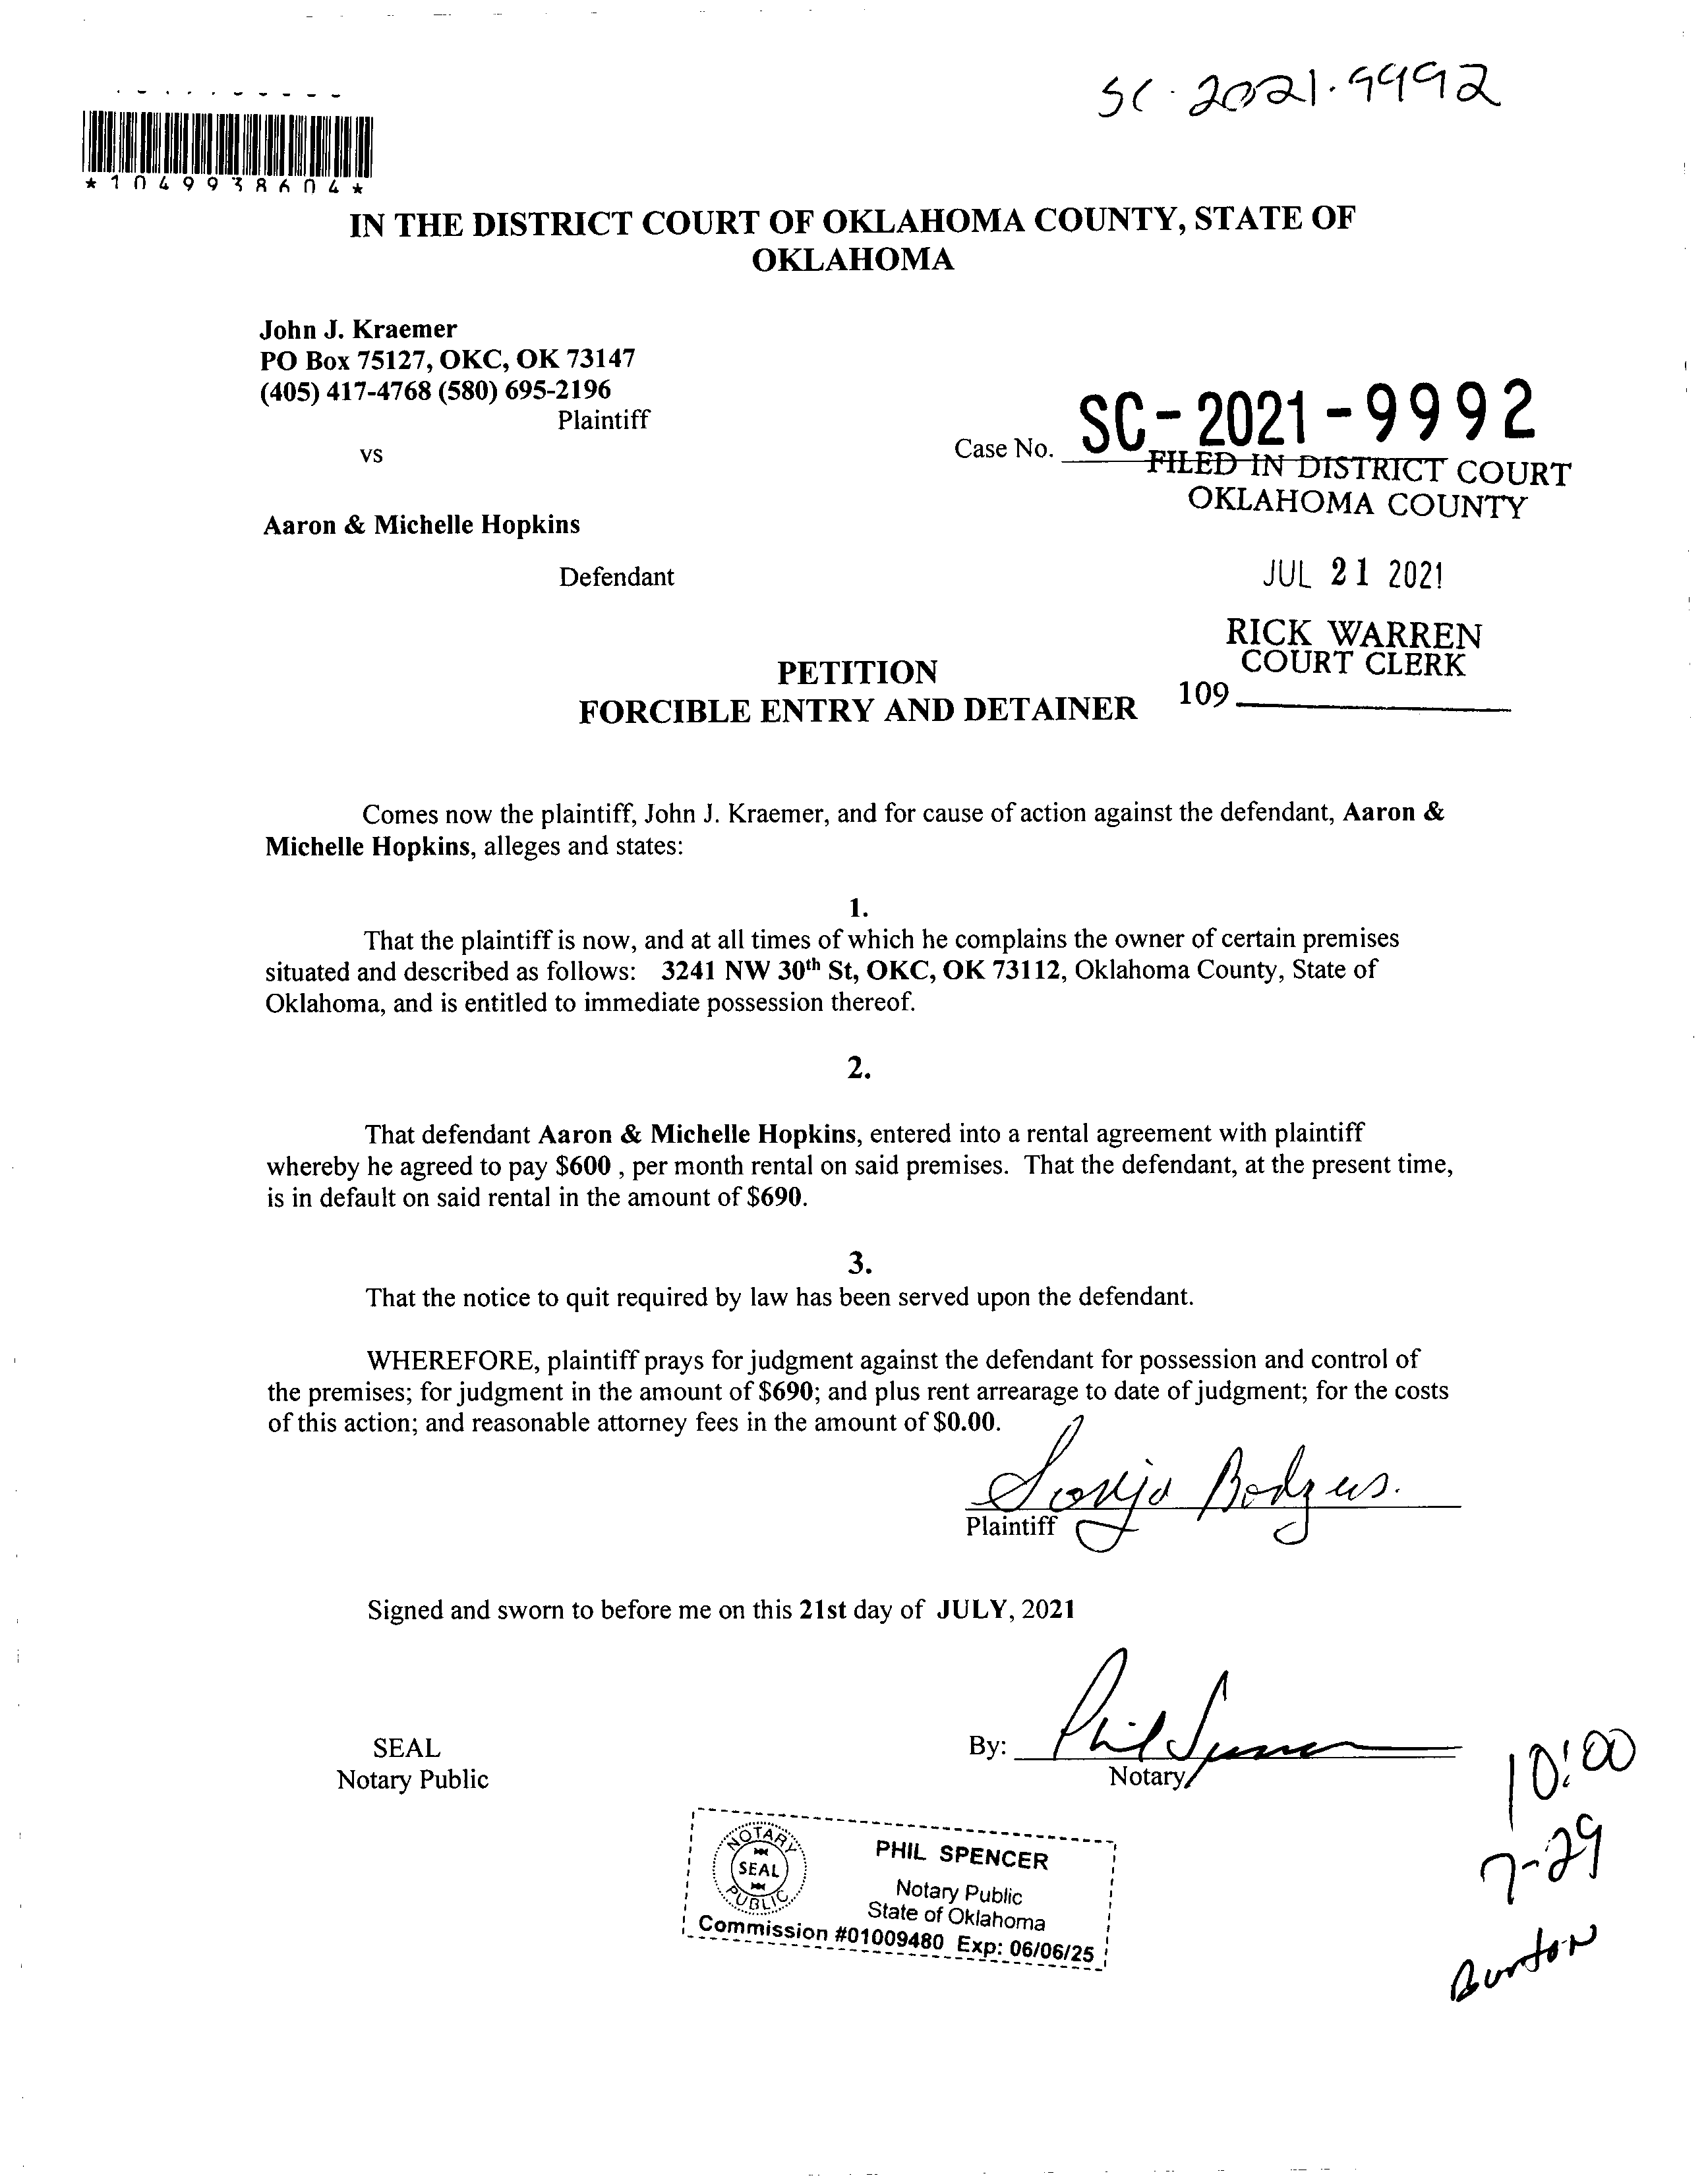 SC-2021-9992
*1049938604*
IN THE DISTRICT COURT OF OKLAHOMA COUNTY, STATE OF
OKLAHOMA
John J. Kraemer
PO Box 75127, OKC, OK 73147
(405) 417-4768 (580) 695-2196
Plaintiff
vs
Case No. SC-2021-9992
FILED IN DISTRICT COURT
OKLAHOMA COUNTY
Aaron & Michelle Hopkins
Defendant
JUL 21 2021
RICK WARREN
COURT CLERK
109
PETITION
FORCIBLE ENTRY AND DETAINER
Comes now the plaintiff, John J. Kraemer, and for cause of action against the defendant, Aaron &
Michelle Hopkins, alleges and states:
1.
That the plaintiff is now, and at all times of which he complains the owner of certain premises
situated and described as follows: 3241 NW 30th St, OKC, OK 73112, Oklahoma County, State of
Oklahoma, and is entitled to immediate possession thereof.
2.
That defendant Aaron & Michelle Hopkins, entered into a rental agreement with plaintiff
whereby he agreed to pay $600 , per month rental on said premises. That the defendant, at the present time,
is in default on said rental in the amount of $690.
3.
That the notice to quit required by law has been served upon the defendant.
WHEREFORE, plaintiff prays for judgment against the defendant for possession and control of
the premises; for judgment in the amount of $690; and plus rent arrearage to date of judgment; for the costs
of this action; and reasonable attorney fees in the amount of $0.00.
Plaintiff
Signed and sworn to before me on this 21st day of JULY, 2021
SEAL
Notary Public
By: Phil Spencer
Notary
10:00
7-29
Burton
NOTARY
SEAL
PUBLIC
PHIL SPENCER
Notary Public
State of Oklahoma
Commission #01009480 Exp: 06/06/25